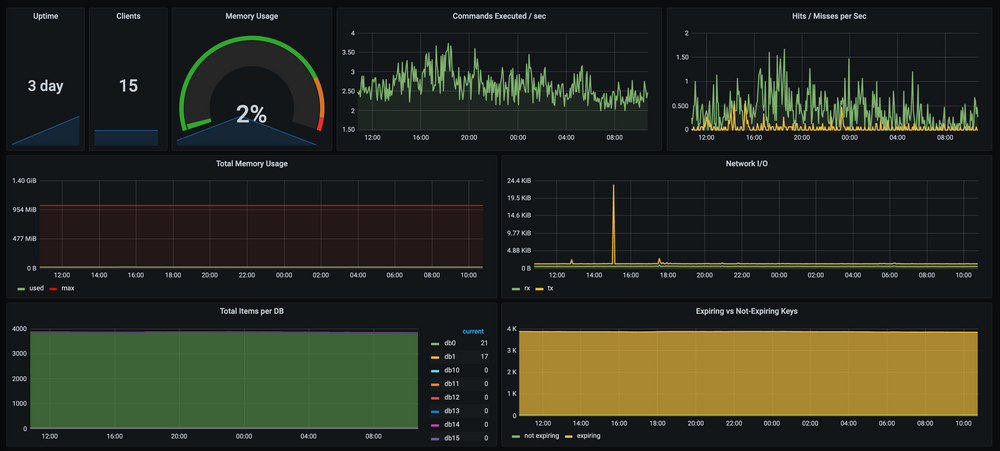 Uptime
3 day
Clients
15
Memory Usage
2%
Commands Executed / sec
4
3.50
3
2.50
2
1.50
12:00 16:00 20:00 00:00 04:00 08:00
Hits / Misses per Sec
2
1.50
1
0.500
0
12:00 16:00 20:00 00:00 04:00 08:00
Total Memory Usage
1.40 GiB
954 MiB
477 MiB
0 B
12:00 14:00 16:00 18:00 20:00 22:00 00:00 02:00 04:00 06:00 08:00 10:00
used max
Network I/O
24.4 KiB
19.5 KiB
14.6 KiB
9.77 KiB
4.88 KiB
0 B
12:00 14:00 16:00 18:00 20:00 22:00 00:00 02:00 04:00 06:00 08:00 10:00
rx tx
Total Items per DB
4000
3000
2000
1000
0
12:00 16:00 20:00 00:00 04:00 08:00
current
db0 21
db1 17
db10 0
db11 0
db12 0
db13 0
db14 0
db15 0
Expiring vs Not-Expiring Keys
4 K
3 K
2 K
1 K
0
12:00 14:00 16:00 18:00 20:00 22:00 00:00 02:00 04:00 06:00 08:00 10:00
not expiring expiring